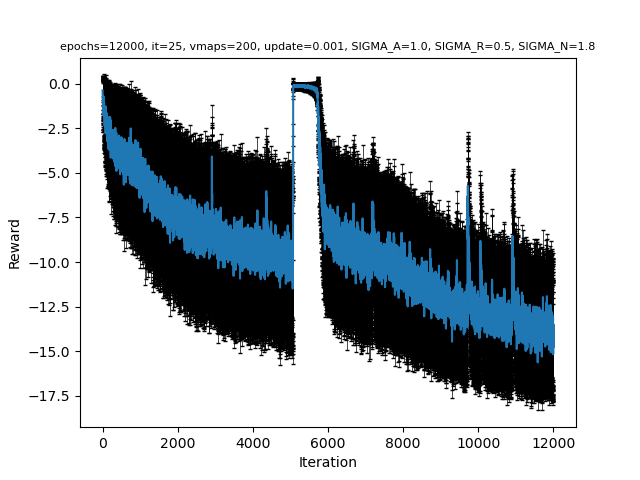 epochs=12000, it=25, vmaps=200, update=0.001, SIGMA_A=1.0, SIGMA_R=0.5, SIGMA_N=1.8
0.0
−2.5
−5.0
−7.5
−10.0
−12.5
−15.0
−17.5
Reward
0 2000 4000 6000 8000 10000 12000
Iteration